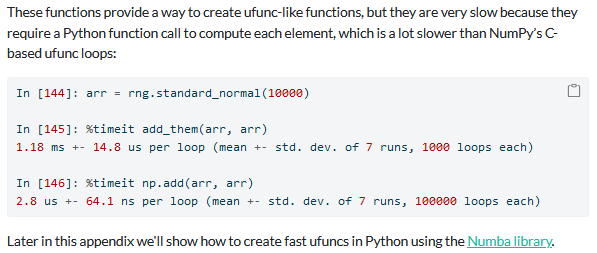 These functions provide a way to create ufunc-like functions, but they are very slow because they
require a Python function call to compute each element, which is a lot slower than NumPy's C-
based ufunc loops:
In [144]: arr = rng.standard_normal(10000)
In [145]: %timeit add_them(arr, arr)
1.18 ms +- 14.8 us per loop (mean +- std. dev. of 7 runs, 1000 loops each)
In [146]: %timeit np.add(arr, arr)
2.8 us +- 64.1 ns per loop (mean +- std. dev. of 7 runs, 100000 loops each)
Later in this appendix we'll show how to create fast ufuncs in Python using the Numba library.